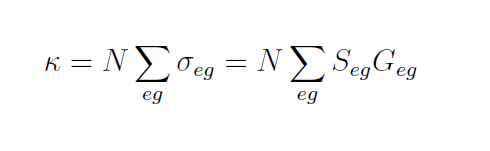 κ = N ∑_{eg} σ_{eg} = N ∑_{eg} S_{eg} G_{eg}